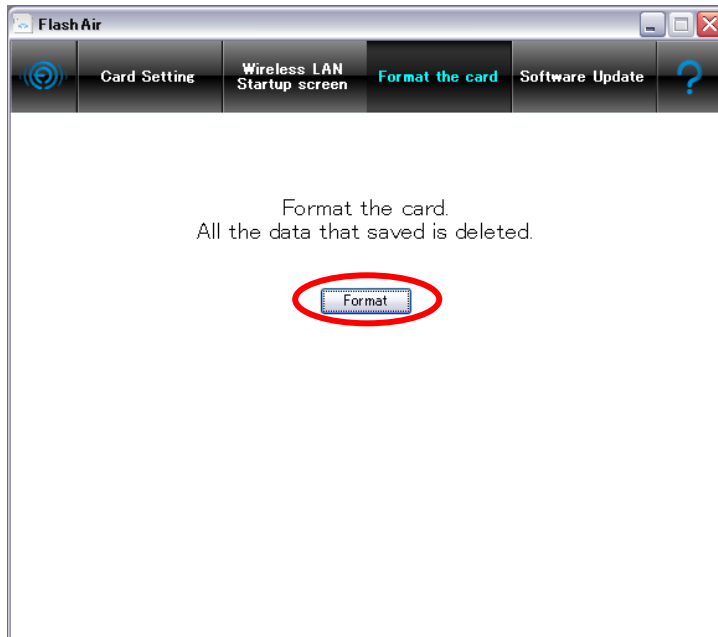 FlashAir
Card Setting
Wireless LAN
Startup screen
Format the card
Software Update
?
Format the card.
All the data that saved is deleted.
Format